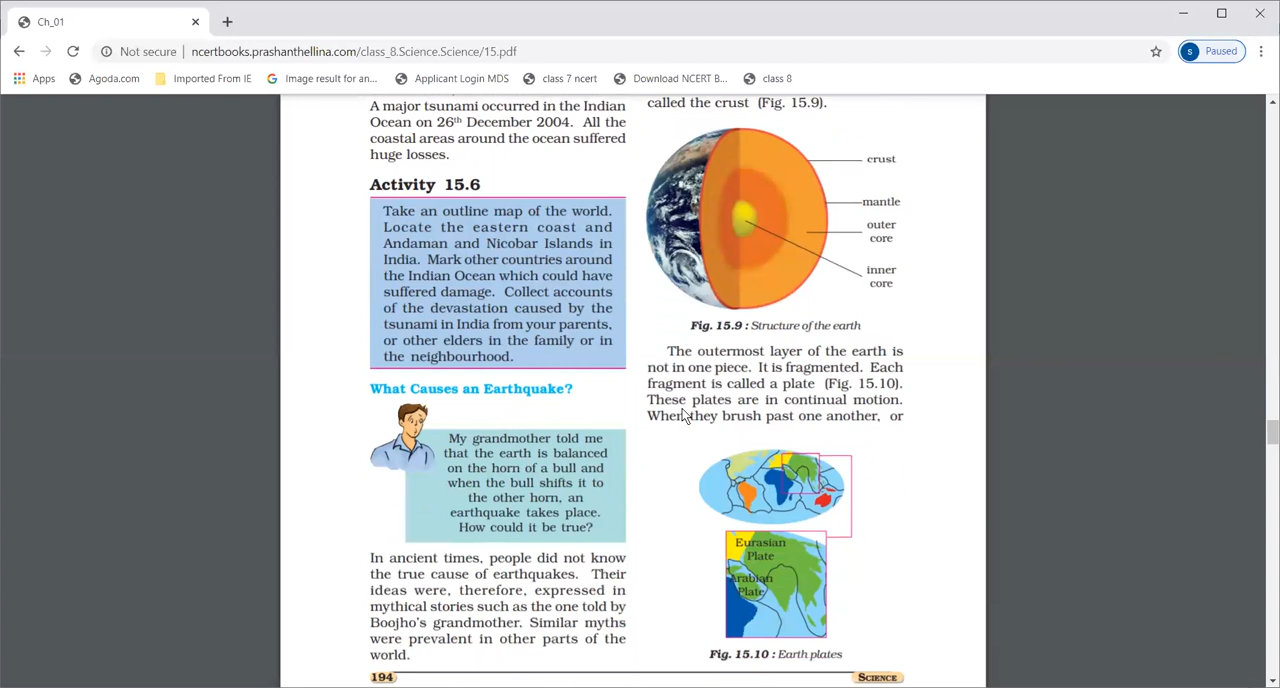 Ch_01
Not secure | ncertbooks.prashanthellina.com/class_8.Science.Science/15.pdf
S Paused
Apps Agoda.com Imported From IE Image result for an... Applicant Login MDS class 7 ncert Download NCERT B... class 8
A major tsunami occurred in the Indian
Ocean on 26th December 2004. All the
coastal areas around the ocean suffered
huge losses.
Activity 15.6
Take an outline map of the world.
Locate the eastern coast and
Andaman and Nicobar Islands in
India. Mark other countries around
the Indian Ocean which could have
suffered damage. Collect accounts
of the devastation caused by the
tsunami in India from your parents,
or other elders in the family or in
the neighbourhood.
What Causes an Earthquake?
My grandmother told me
that the earth is balanced
on the horn of a bull and
when the bull shifts it to
the other horn, an
earthquake takes place.
How could it be true?
In ancient times, people did not know
the true cause of earthquakes. Their
ideas were, therefore, expressed in
mythical stories such as the one told by
Boojho's grandmother. Similar myths
were prevalent in other parts of the
world.
called the crust (Fig. 15.9).
crust
mantle
outer
core
inner
core
Fig. 15.9 : Structure of the earth
The outermost layer of the earth is
not in one piece. It is fragmented. Each
fragment is called a plate (Fig. 15.10).
These plates are in continual motion.
When they brush past one another, or
Eurasian
Plate
Arabian
Plate
Fig. 15.10 : Earth plates
194
SCIENCE